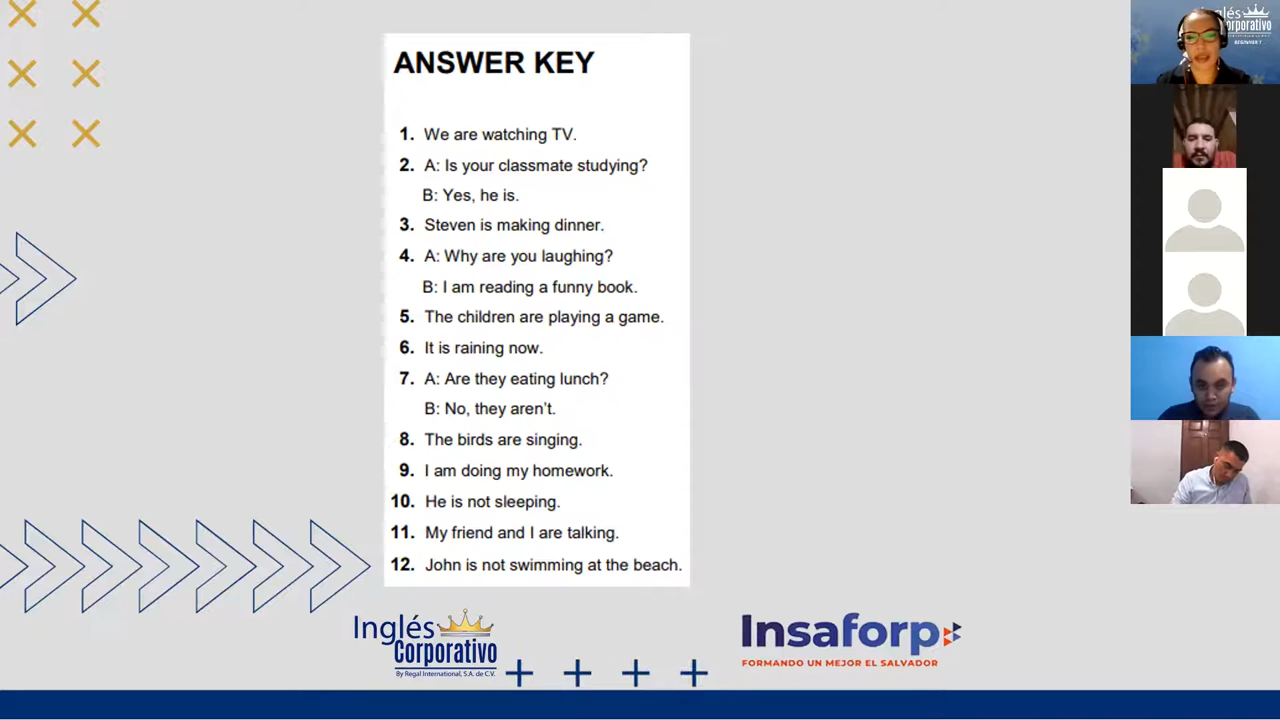 ANSWER KEY
1. We are watching TV.
2. A: Is your classmate studying?
B: Yes, he is.
3. Steven is making dinner.
4. A: Why are you laughing?
B: I am reading a funny book.
5. The children are playing a game.
6. It is raining now.
7. A: Are they eating lunch?
B: No, they aren't.
8. The birds are singing.
9. I am doing my homework.
10. He is not sleeping.
11. My friend and I are talking.
12. John is not swimming at the beach.
Inglés
Corporativo
By Regal International, S.A. de C.V.
Insaforp
FORMANDO UN MEJOR EL SALVADOR
glés
orporativo
BEGINNER 1